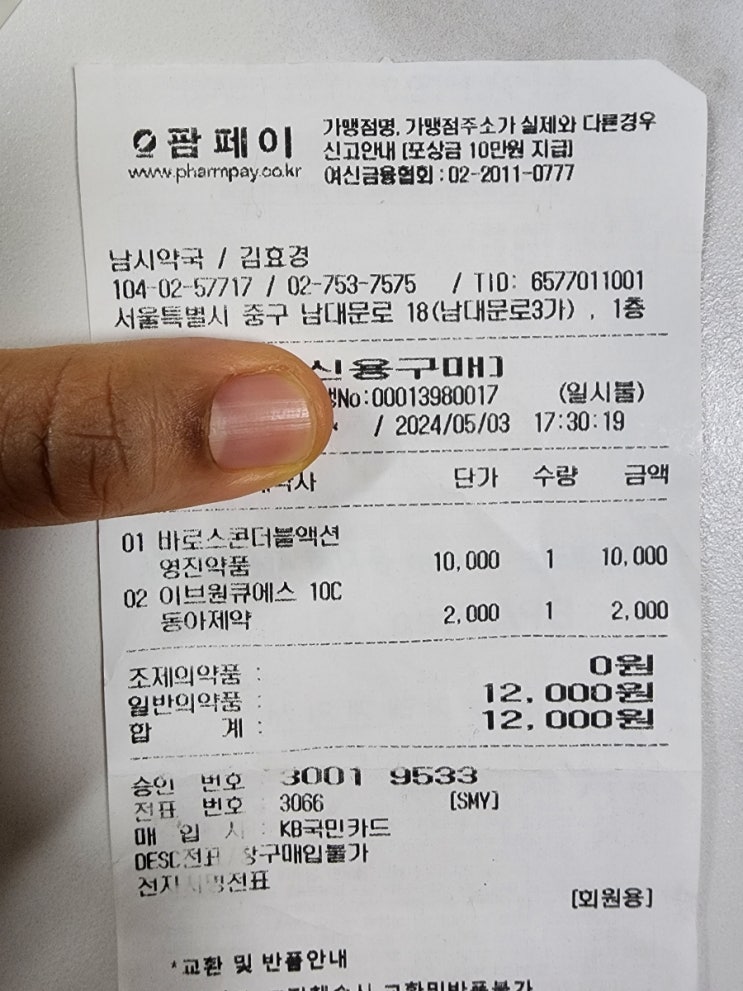 팜페이
www.pharmpay.co.kr
가맹점명, 가맹점주소가 실제와 다른경우
신고안내 [포상금 10만원 지급]
여신금융협회 : 02-2011-0777
남시약국 / 김효경
104-02-57717 / 02-753-7575 / TID: 6577011001
서울특별시 중구 남대문로 18(남대문로3가) , 1층
신용구매]
No:00013980017 (일시불)
/ 2024/05/03 17:30:19
단가 수량 금액
01 바로스콘더블액션
영진약품 10,000 1 10,000
02 이브원큐에스 10C
동아제약 2,000 1 2,000
조제의약품 : 0원
일반의약품 : 12,000원
합 계 : 12,000원
승인 번호 : 3001 9533
전표 번호 : 3066 [SMY]
매 입 사 : KB국민카드
DESC전표 구매입불가
전표
[회원용]
*교환 및 반품안내
교환및반품불가